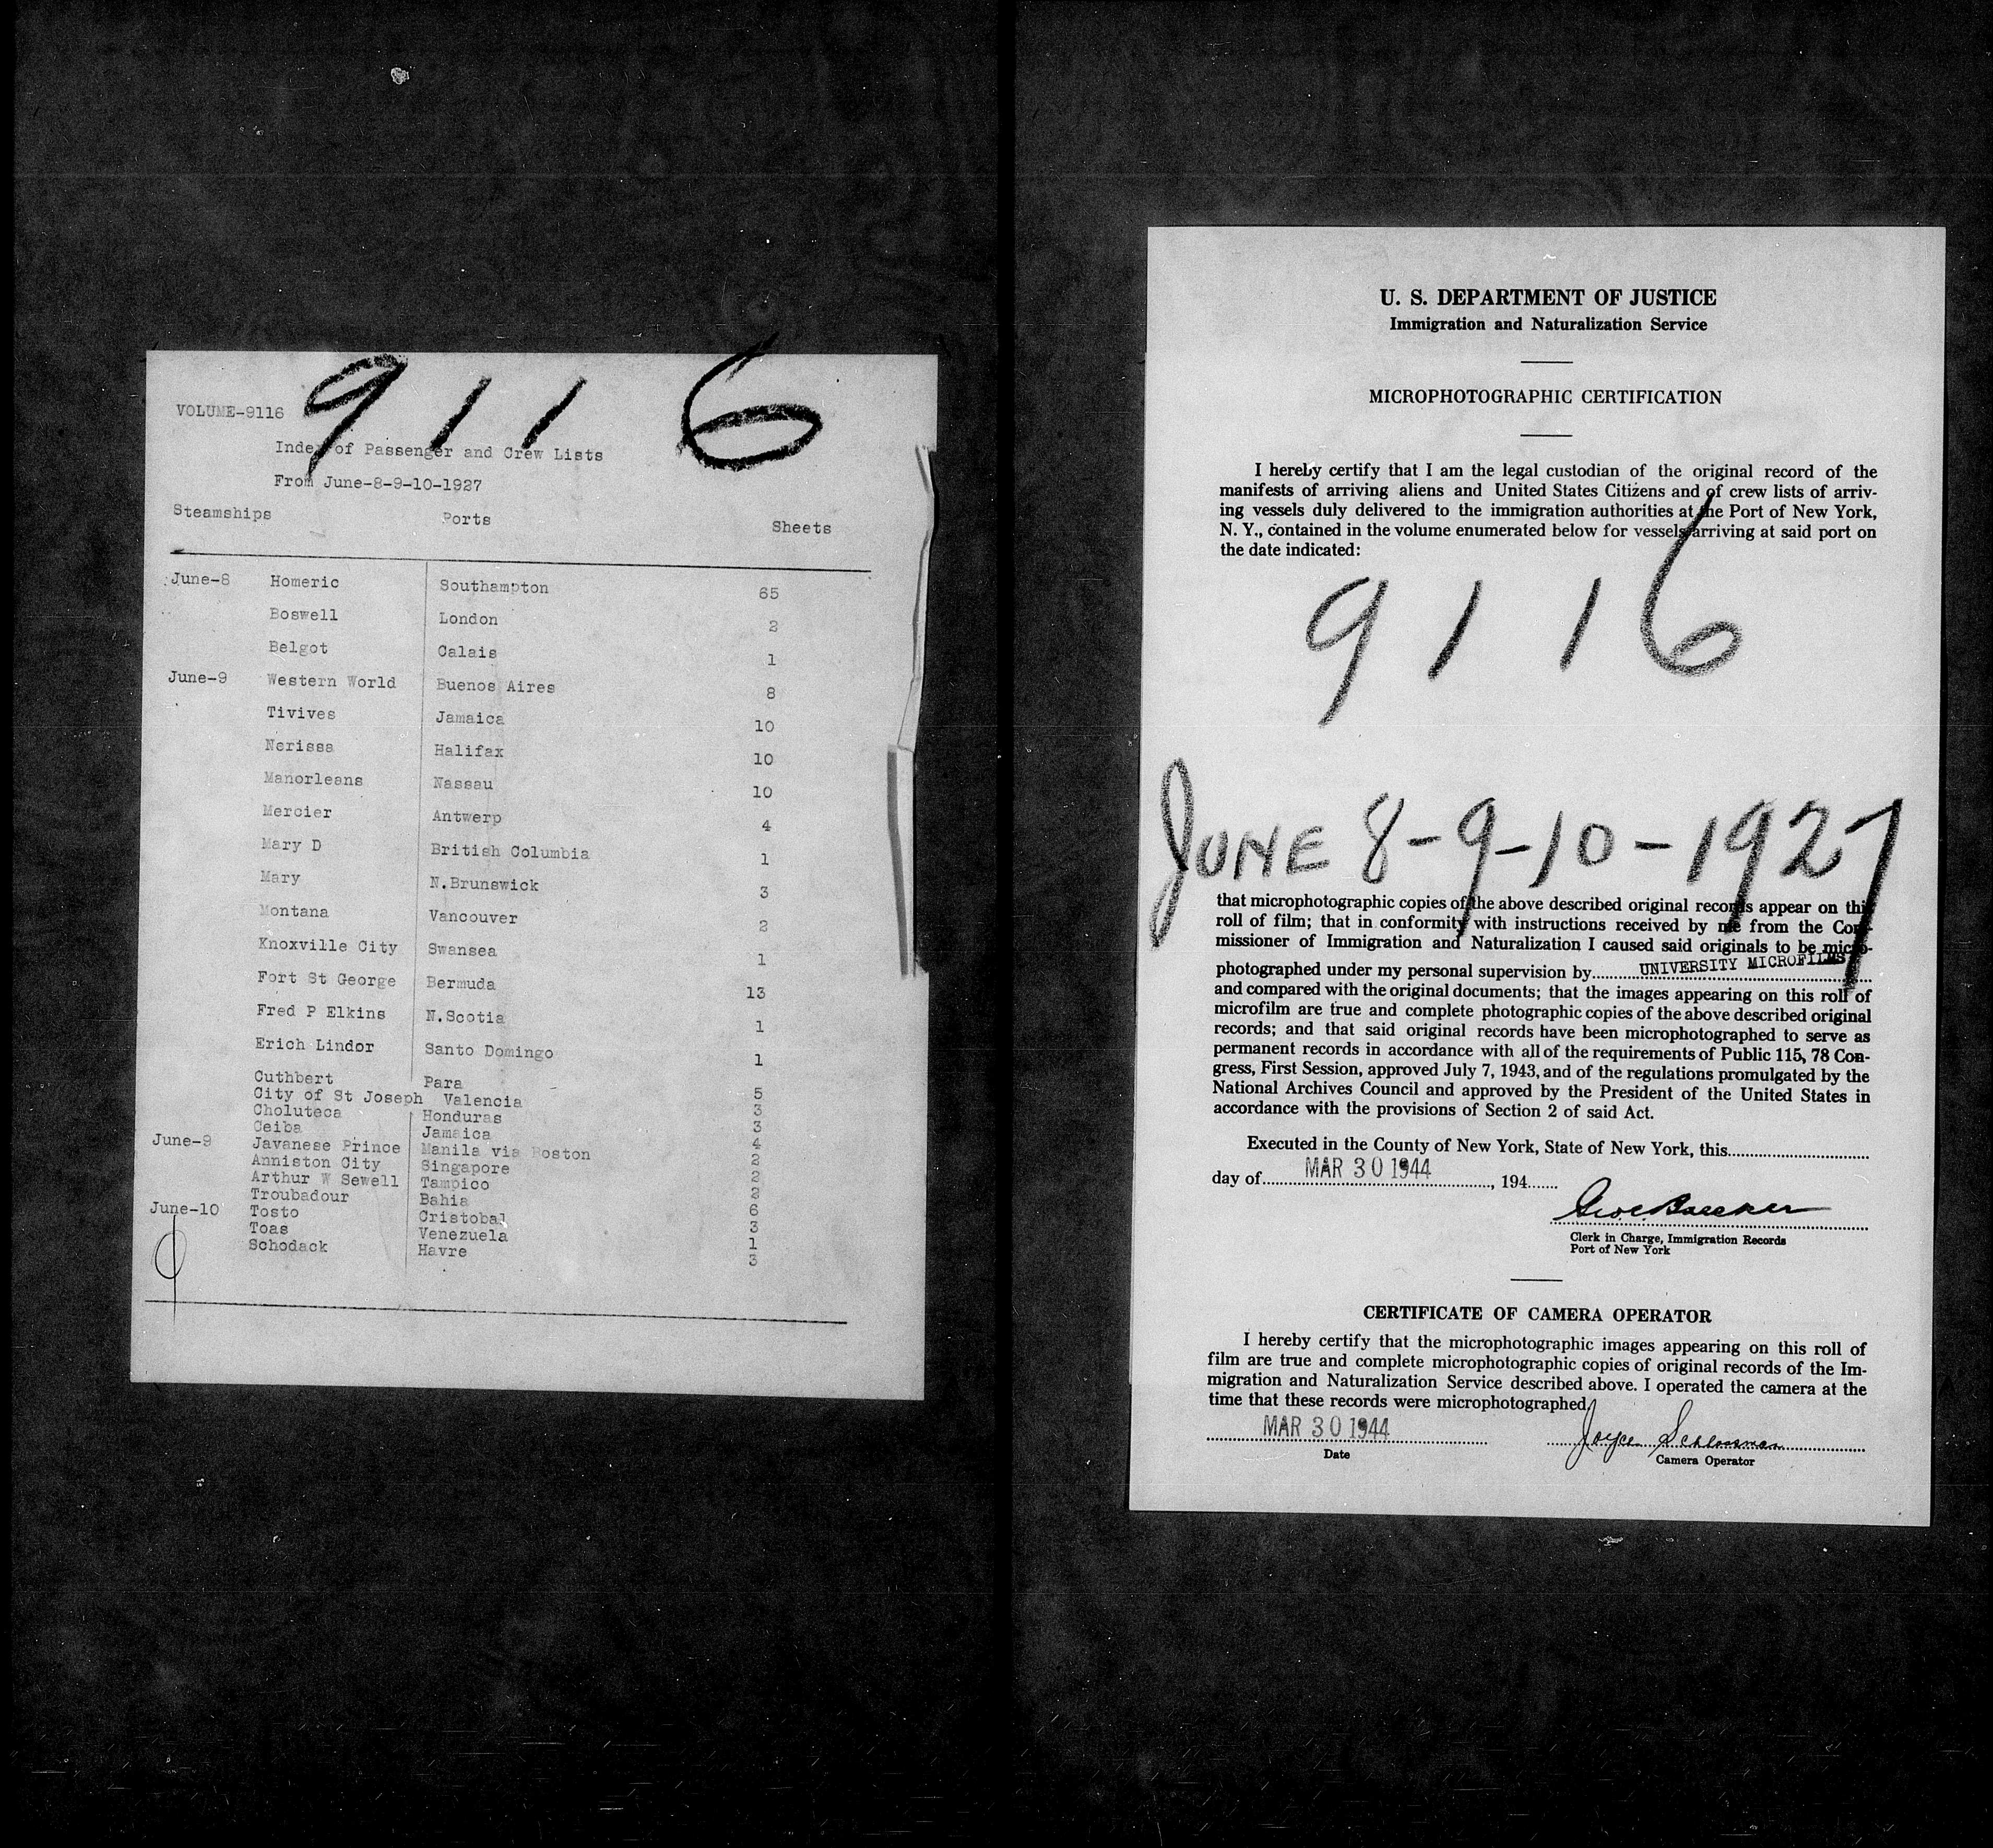 9116
VOLUME-9116
Index of Passenger and Crew Lists
From June-8-9-10-1927
Steamships Ports Sheets
June-8 Homeric Southampton 65
Boswell London 2
Belgot Calais 1
June-9 Western World Buenos Aires 8
Tivives Jamaica 10
Nerissa Halifax 10
Manorleans Nassau 10
Mercier Antwerp 4
Mary D British Columbia 1
Mary N.Brunswick 3
Montana Vancouver 2
Knoxville City Swansea 1
Fort St George Bermuda 13
Fred P Elkins N.Scotia 1
Erich Lindor Santo Domingo 1
Cuthbert Para 5
City of St Joseph Valencia 3
Choluteca Honduras 3
Ceiba Jamaica 4
June-9 Javanese Prince Manila via Boston 2
Anniston City Singapore 2
Arthur W Sewell Tampico 2
Troubadour Bahia 6
June-10 Tosto Cristobal 3
Toas Venezuela 1
Schodack Havre 3
U. S. DEPARTMENT OF JUSTICE
Immigration and Naturalization Service
MICROPHOTOGRAPHIC CERTIFICATION
I hereby certify that I am the legal custodian of the original record of the
manifests of arriving aliens and United States Citizens and of crew lists of arriv-
ing vessels duly delivered to the immigration authorities at the Port of New York,
N. Y., contained in the volume enumerated below for vessels arriving at said port on
the date indicated:
9116
JUNE 8-9-10-1927
that microphotographic copies of the above described original records appear on this
roll of film; that in conformity with instructions received by me from the Com-
missioner of Immigration and Naturalization I caused said originals to be micro-
photographed under my personal supervision by UNIVERSITY MICROFILMS
and compared with the original documents; that the images appearing on this roll of
microfilm are true and complete photographic copies of the above described original
records; and that said original records have been microphotographed to serve as
permanent records in accordance with all of the requirements of Public 115, 78 Con-
gress, First Session, approved July 7, 1943, and of the regulations promulgated by the
National Archives Council and approved by the President of the United States in
accordance with the provisions of Section 2 of said Act.
Executed in the County of New York, State of New York, this
day of MAR 30 1944, 194
Clerk in Charge, Immigration Records
Port of New York
CERTIFICATE OF CAMERA OPERATOR
I hereby certify that the microphotographic images appearing on this roll of
film are true and complete microphotographic copies of original records of the Im-
migration and Naturalization Service described above. I operated the camera at the
time that these records were microphotographed.
MAR 30 1944 Joyce
Date Camera Operator